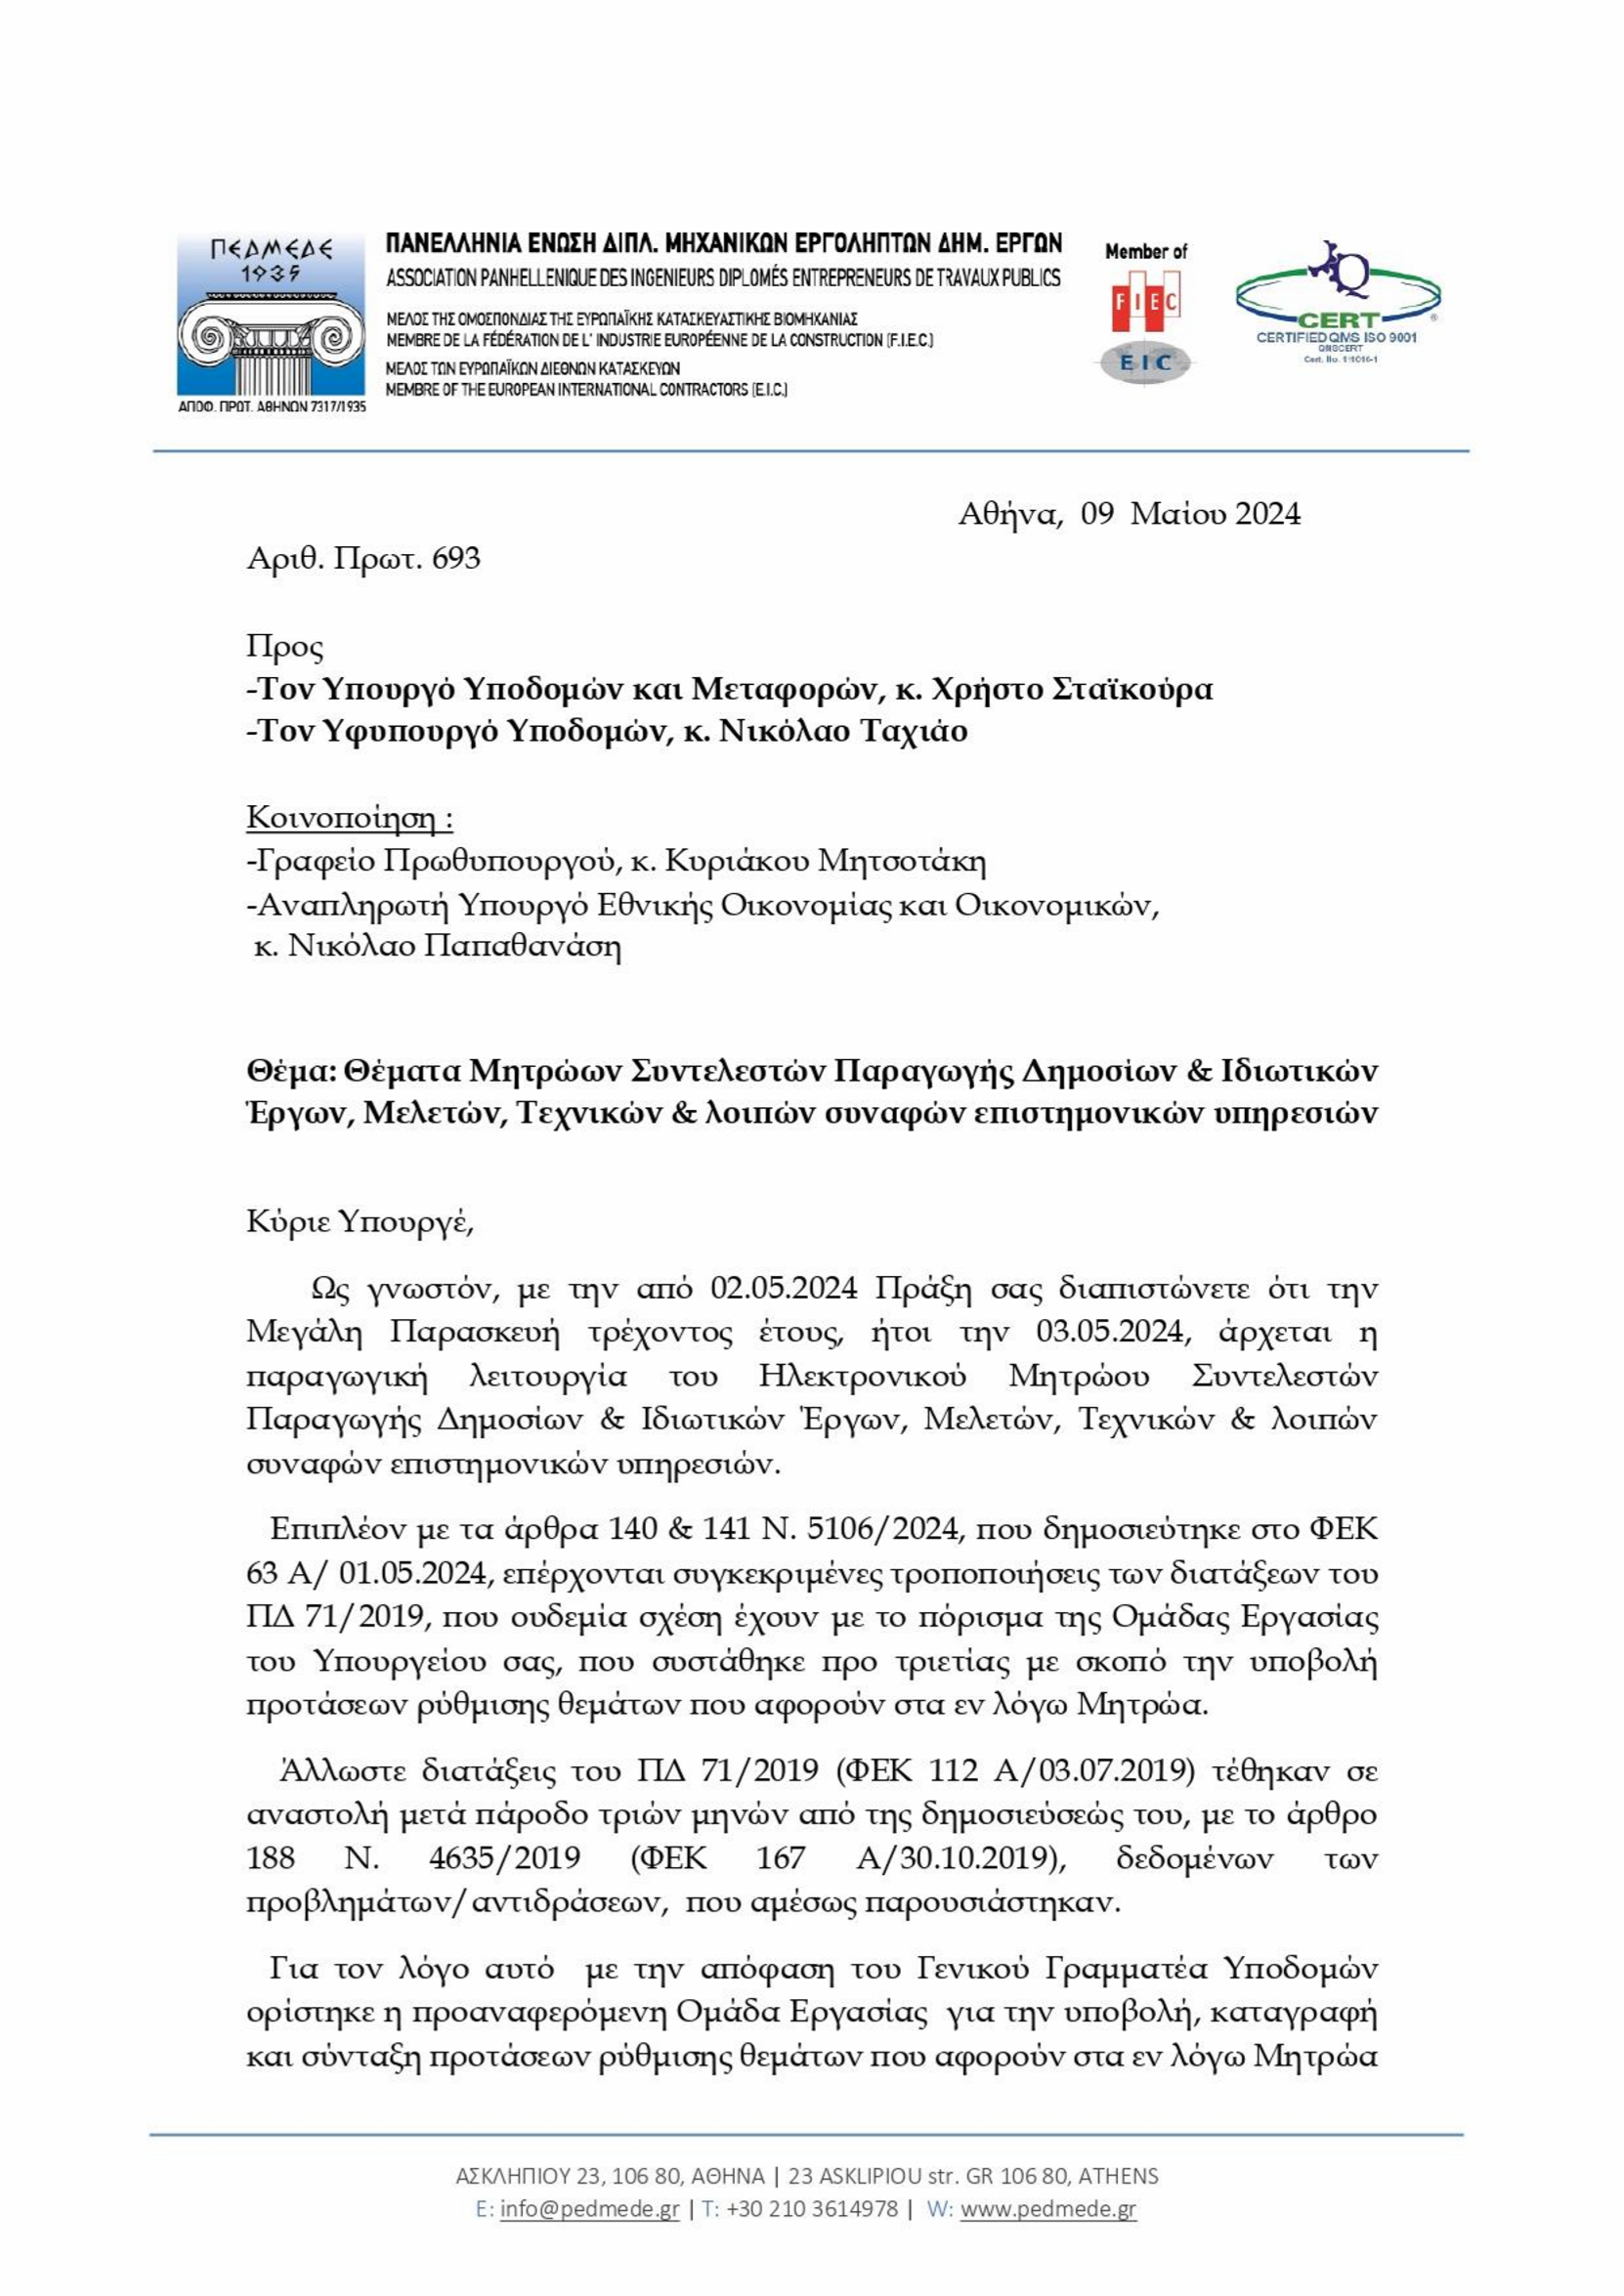 ΠΕΔΜΕΔΕ
1935
ΑΠΟΦ. ΠΡΩΤ. ΑΘΗΝΩΝ 7317/1935
ΠΑΝΕΛΛΗΝΙΑ ΕΝΩΣΗ ΔΙΠΛ. ΜΗΧΑΝΙΚΩΝ ΕΡΓΟΛΗΠΤΩΝ ΔΗΜ. ΕΡΓΩΝ
ASSOCIATION PANHELLENIQUE DES INGENIEURS DIPLOMÉS ENTREPRENEURS DE TRAVAUX PUBLICS
ΜΕΛΟΣ ΤΗΣ ΟΜΟΣΠΟΝΔΙΑΣ ΤΗΣ ΕΥΡΩΠΑΪΚΗΣ ΚΑΤΑΣΚΕΥΑΣΤΙΚΗΣ ΒΙΟΜΗΧΑΝΙΑΣ
MEMBRE DE LA FÉDÉRATION DE L' INDUSTRIE EUROPÉENNE DE LA CONSTRUCTION (F.I.E.C.)
ΜΕΛΟΣ ΤΩΝ ΕΥΡΩΠΑΪΚΩΝ ΔΙΕΘΝΩΝ ΚΑΤΑΣΚΕΥΩΝ
MEMBRE OF THE EUROPEAN INTERNATIONAL CONTRACTORS (E.I.C.)
Member of
FIEC
EIC
Q
CERT
CERTIFIED QMS ISO 9001
QMSCERT
Αθήνα, 09 Μαίου 2024
Αριθ. Πρωτ. 693
Προς
-Τον Υπουργό Υποδομών και Μεταφορών, κ. Χρήστο Σταϊκούρα
-Τον Υφυπουργό Υποδομών, κ. Νικόλαο Ταχιάο
Κοινοποίηση :
-Γραφείο Πρωθυπουργού, κ. Κυριάκου Μητσοτάκη
-Αναπληρωτή Υπουργό Εθνικής Οικονομίας και Οικονομικών,
κ. Νικόλαο Παπαθανάση
Θέμα: Θέματα Μητρώων Συντελεστών Παραγωγής Δημοσίων & Ιδιωτικών
Έργων, Μελετών, Τεχνικών & λοιπών συναφών επιστημονικών υπηρεσιών
Κύριε Υπουργέ,
Ως γνωστόν, με την από 02.05.2024 Πράξη σας διαπιστώνετε ότι την
Μεγάλη Παρασκευή τρέχοντος έτους, ήτοι την 03.05.2024, άρχεται η
παραγωγική λειτουργία του Ηλεκτρονικού Μητρώου Συντελεστών
Παραγωγής Δημοσίων & Ιδιωτικών Έργων, Μελετών, Τεχνικών & λοιπών
συναφών επιστημονικών υπηρεσιών.
Επιπλέον με τα άρθρα 140 & 141 Ν. 5106/2024, που δημοσιεύτηκε στο ΦΕΚ
63 Α/ 01.05.2024, επέρχονται συγκεκριμένες τροποποιήσεις των διατάξεων του
ΠΔ 71/2019, που ουδεμία σχέση έχουν με το πόρισμα της Ομάδας Εργασίας
του Υπουργείου σας, που συστάθηκε προ τριετίας με σκοπό την υποβολή
προτάσεων ρύθμισης θεμάτων που αφορούν στα εν λόγω Μητρώα.
Άλλωστε διατάξεις του ΠΔ 71/2019 (ΦΕΚ 112 Α/03.07.2019) τέθηκαν σε
αναστολή μετά πάροδο τριών μηνών από της δημοσιεύσεώς του, με το άρθρο
188 Ν. 4635/2019 (ΦΕΚ 167 Α/30.10.2019), δεδομένων των
προβλημάτων/αντιδράσεων, που αμέσως παρουσιάστηκαν.
Για τον λόγο αυτό με την απόφαση του Γενικού Γραμματέα Υποδομών
ορίστηκε η προαναφερόμενη Ομάδα Εργασίας για την υποβολή, καταγραφή
και σύνταξη προτάσεων ρύθμισης θεμάτων που αφορούν στα εν λόγω Μητρώα
ΑΣΚΛΗΠΙΟΥ 23, 106 80, ΑΘΗΝΑ | 23 ASKLIPIOU str. GR 106 80, ATHENS
E: info@pedmede.gr | T: +30 210 3614978 | W: www.pedmede.gr